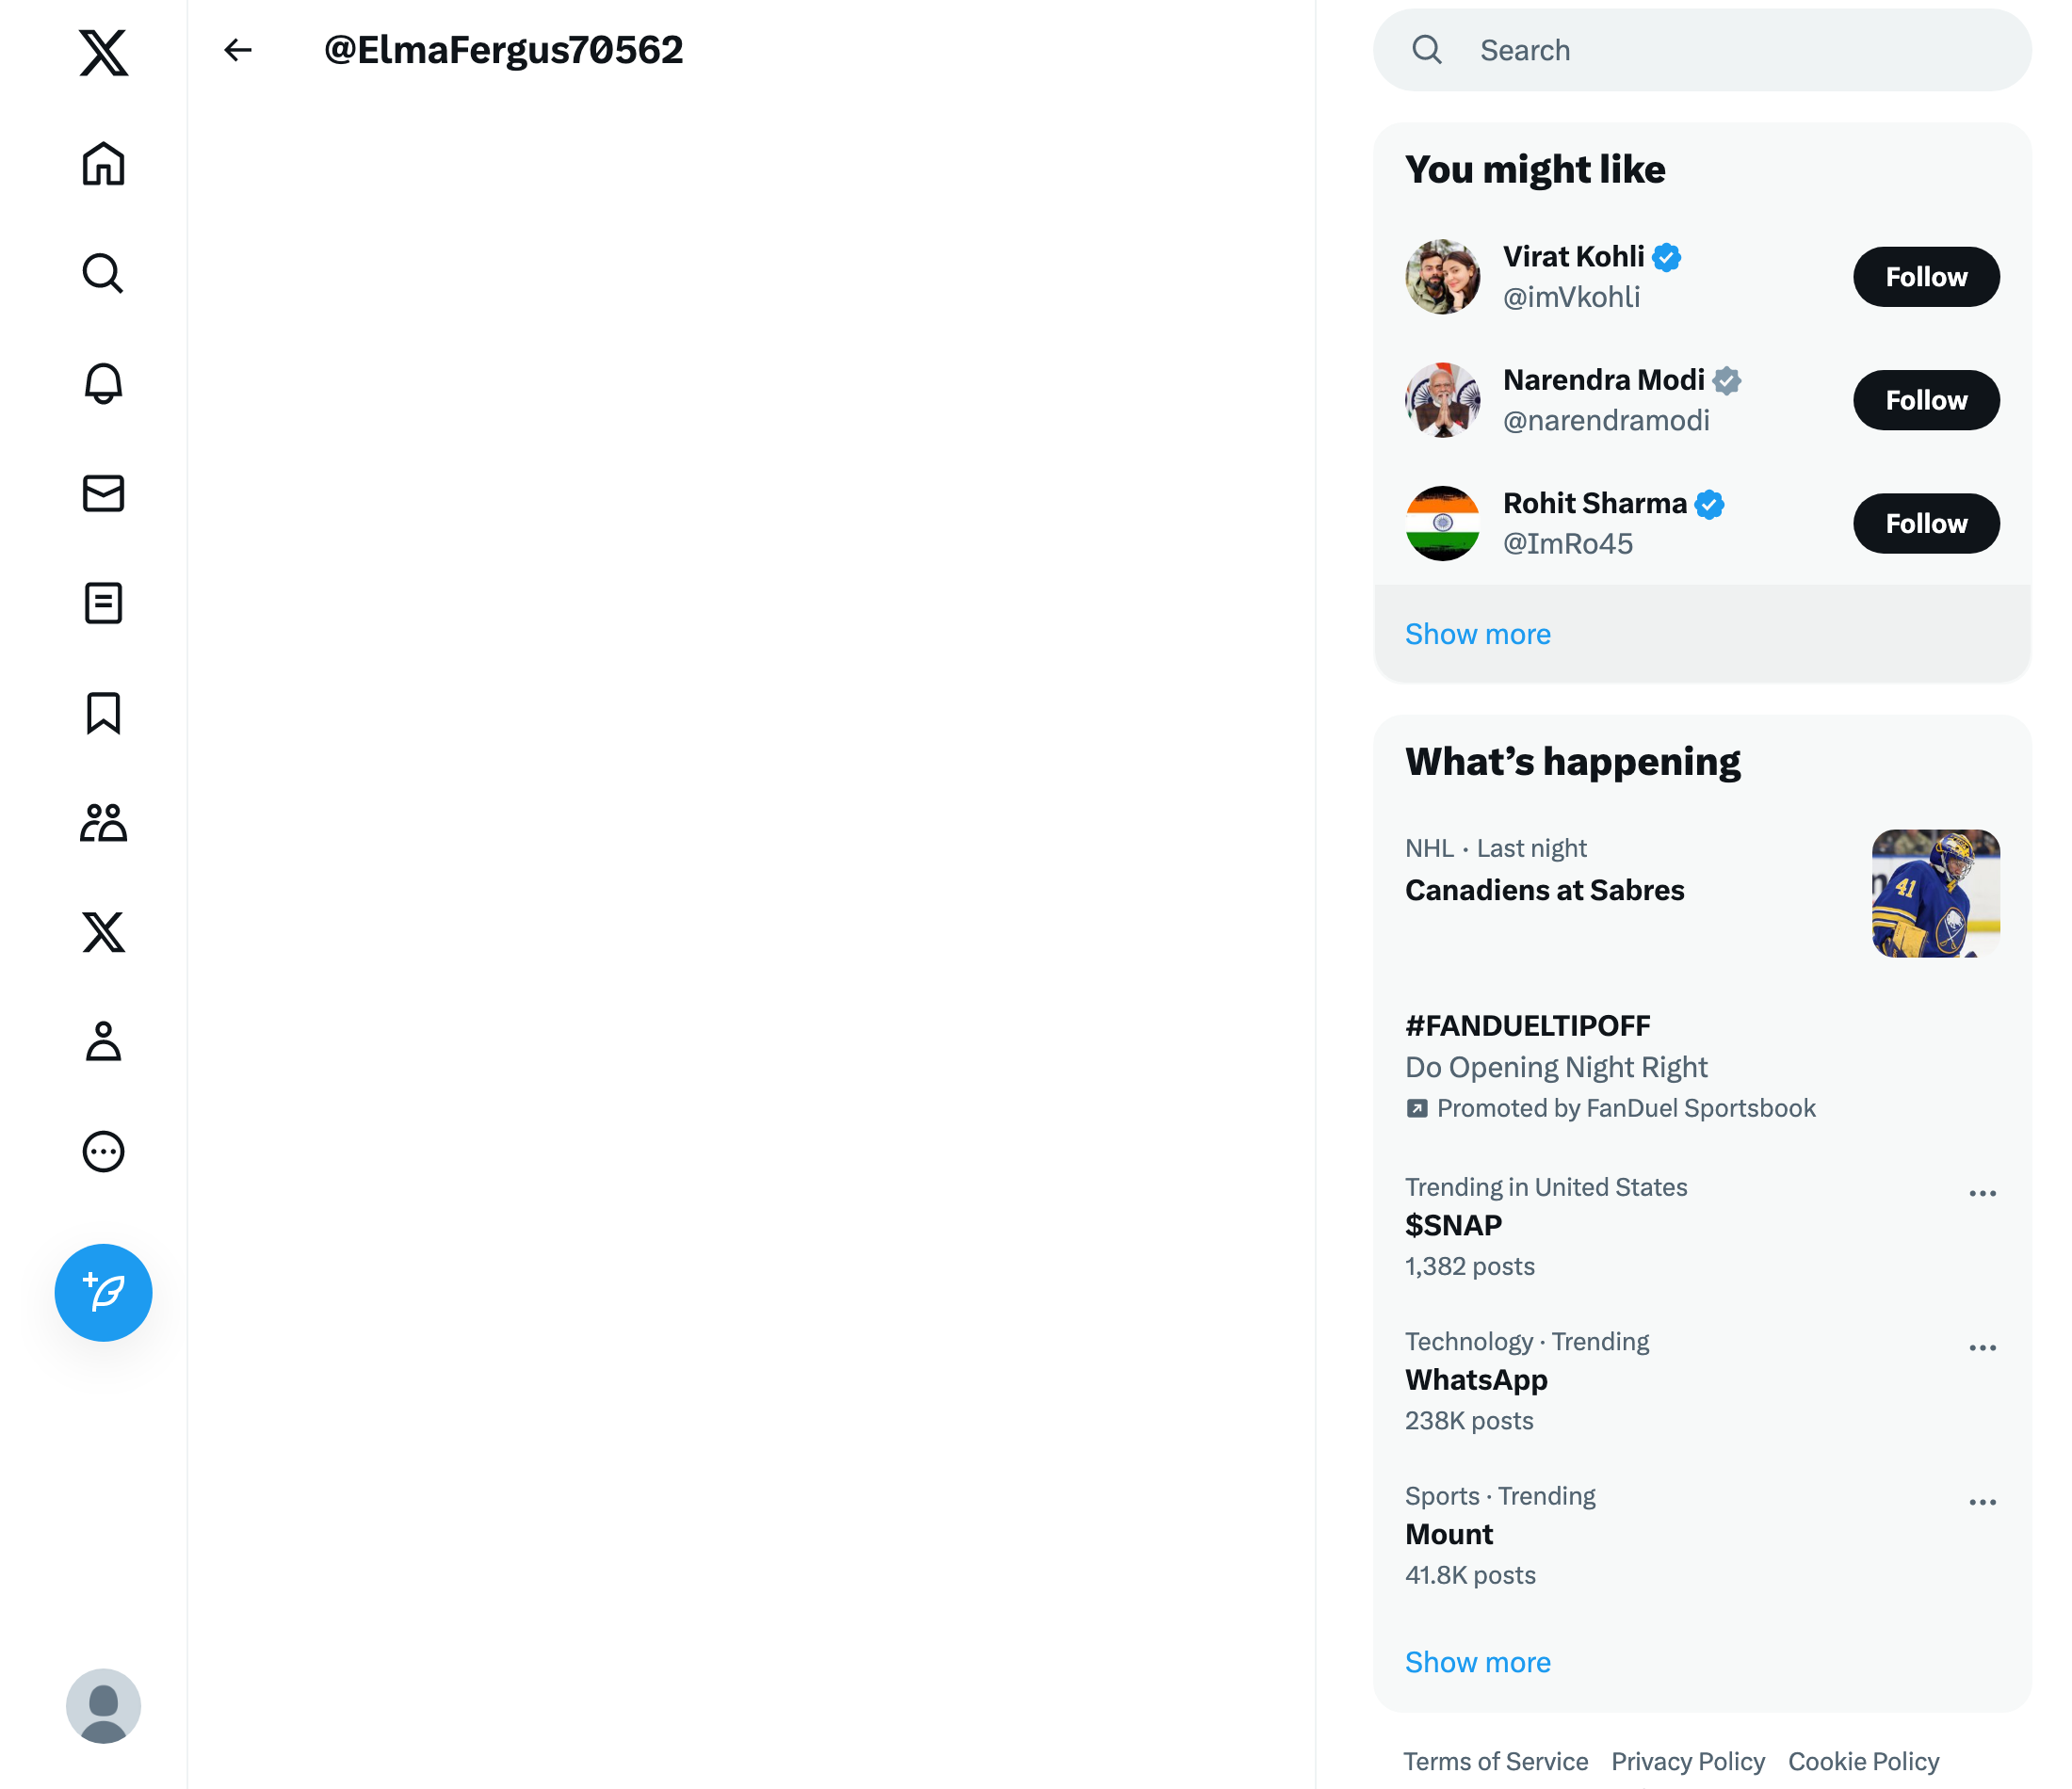 @ElmaFergus70562
Search
You might like
Virat Kohli
@imVkohli
Follow
Narendra Modi
@narendramodi
Follow
Rohit Sharma
@ImRo45
Follow
Show more
What’s happening
NHL · Last night
Canadiens at Sabres
41
#FANDUELTIPOFF
Do Opening Night Right
Promoted by FanDuel Sportsbook
Trending in United States
$SNAP
1,382 posts
Technology · Trending
WhatsApp
238K posts
Sports · Trending
Mount
41.8K posts
Show more
Terms of Service Privacy Policy Cookie Policy